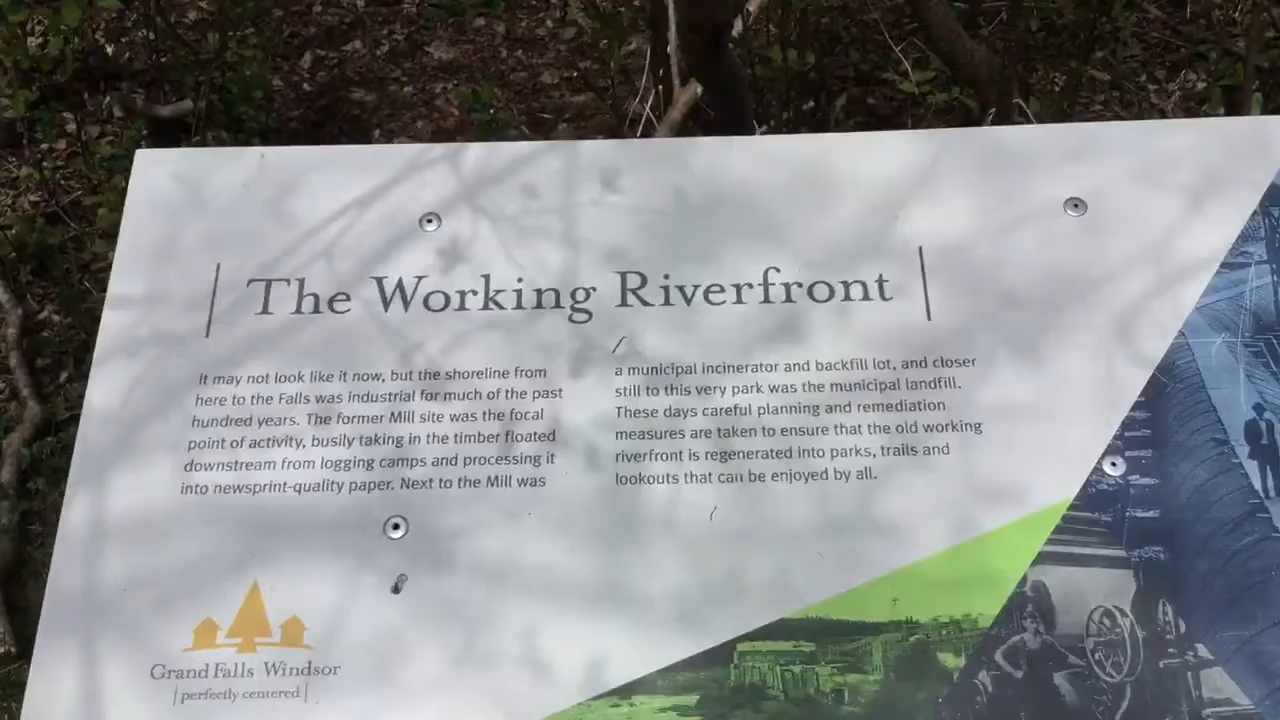 The Working Riverfront
It may not look like it now, but the shoreline from
here to the Falls was industrial for much of the past
hundred years. The former Mill site was the focal
point of activity, busily taking in the timber floated
downstream from logging camps and processing it
into newsprint-quality paper. Next to the Mill was
a municipal incinerator and backfill lot, and closer
still to this very park was the municipal landfill.
These days careful planning and remediation
measures are taken to ensure that the old working
riverfront is regenerated into parks, trails and
lookouts that can be enjoyed by all.
Grand Falls Windsor
perfectly centered